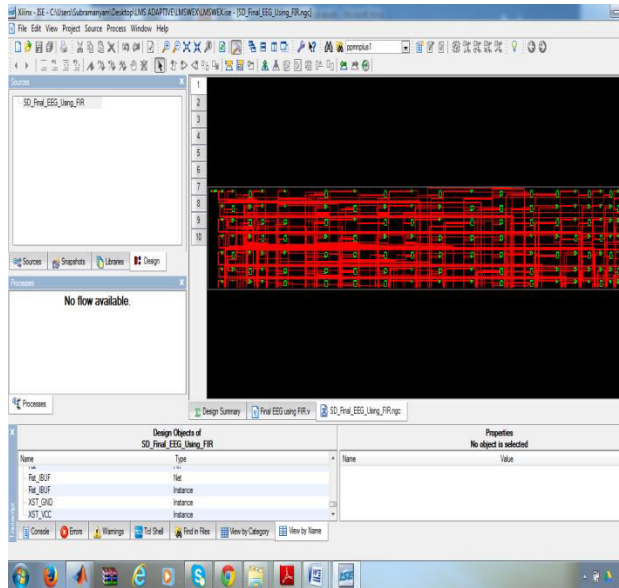 Xilinx - ISE - C:\Users\Subramanyam\Desktop\LMS ADAPTIVE\LMSWEX\LMSWEX.ise - [SD_Final_EEG_Using_FIR.ngc]
File Edit View Project Source Process Window Help
ppmnplus1
Sources
SD_Final_EEG_Using_FIR
1
2
3
4
5
6
7
8
9
10
Sources Snapshots Libraries Design
Processes
No flow available.
Processes
Design Summary Final EEG using FIR.v SD_Final_EEG_Using_FIR.ngc
Design Objects of
SD_Final_EEG_Using_FIR
Name Type
Rst_IBUF Net
Rst_IBUF Instance
XST_GND Instance
XST_VCC Instance
Properties
No object is selected
Name Value
Transcript
Console Errors Warnings Tcl Shell Find in Files View by Category View by Name
ISE